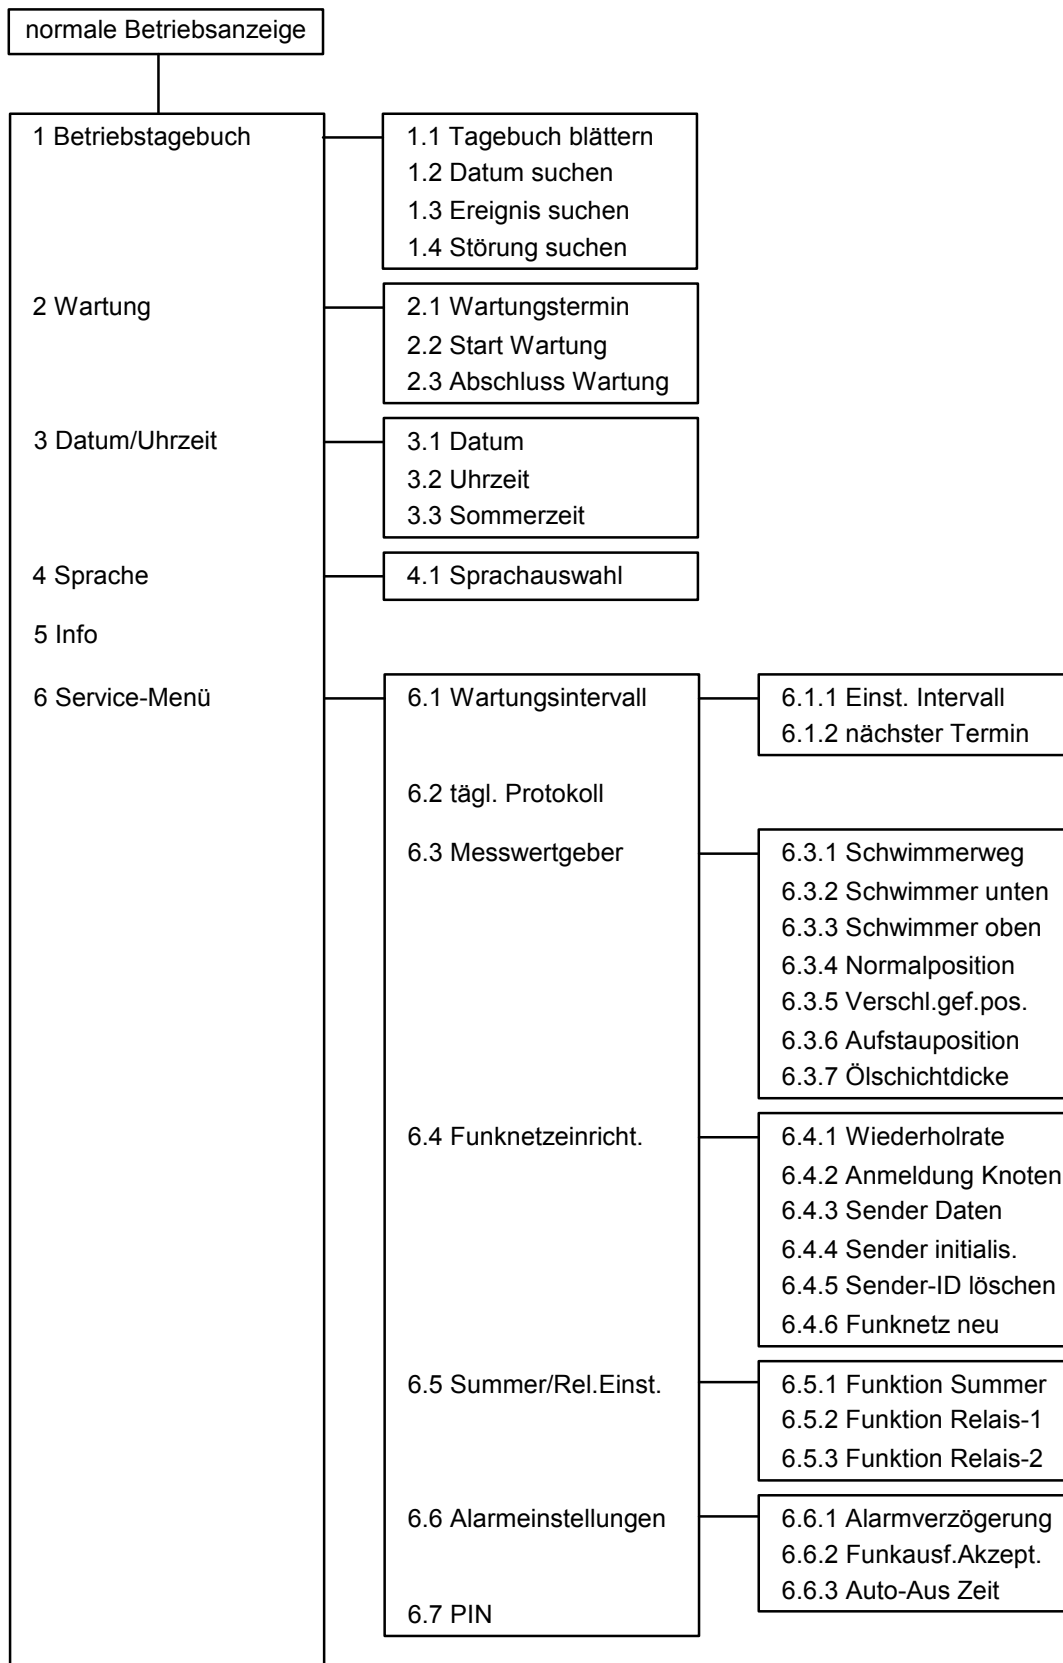 normale Betriebsanzeige
1 Betriebstagebuch
1.1 Tagebuch blättern
1.2 Datum suchen
1.3 Ereignis suchen
1.4 Störung suchen
2 Wartung
2.1 Wartungstermin
2.2 Start Wartung
2.3 Abschluss Wartung
3 Datum/Uhrzeit
3.1 Datum
3.2 Uhrzeit
3.3 Sommerzeit
4 Sprache
4.1 Sprachauswahl
5 Info
6 Service-Menü
6.1 Wartungsintervall
6.1.1 Einst. Intervall
6.1.2 nächster Termin
6.2 tägl. Protokoll
6.3 Messwertgeber
6.3.1 Schwimmerweg
6.3.2 Schwimmer unten
6.3.3 Schwimmer oben
6.3.4 Normalposition
6.3.5 Verschl.gef.pos.
6.3.6 Aufstauposition
6.3.7 Ölschichtdicke
6.4 Funknetzeinricht.
6.4.1 Wiederholrate
6.4.2 Anmeldung Knoten
6.4.3 Sender Daten
6.4.4 Sender initialis.
6.4.5 Sender-ID löschen
6.4.6 Funknetz neu
6.5 Summer/Rel.Einst.
6.5.1 Funktion Summer
6.5.2 Funktion Relais-1
6.5.3 Funktion Relais-2
6.6 Alarmeinstellungen
6.6.1 Alarmverzögerung
6.6.2 Funkausf.Akzept.
6.6.3 Auto-Aus Zeit
6.7 PIN